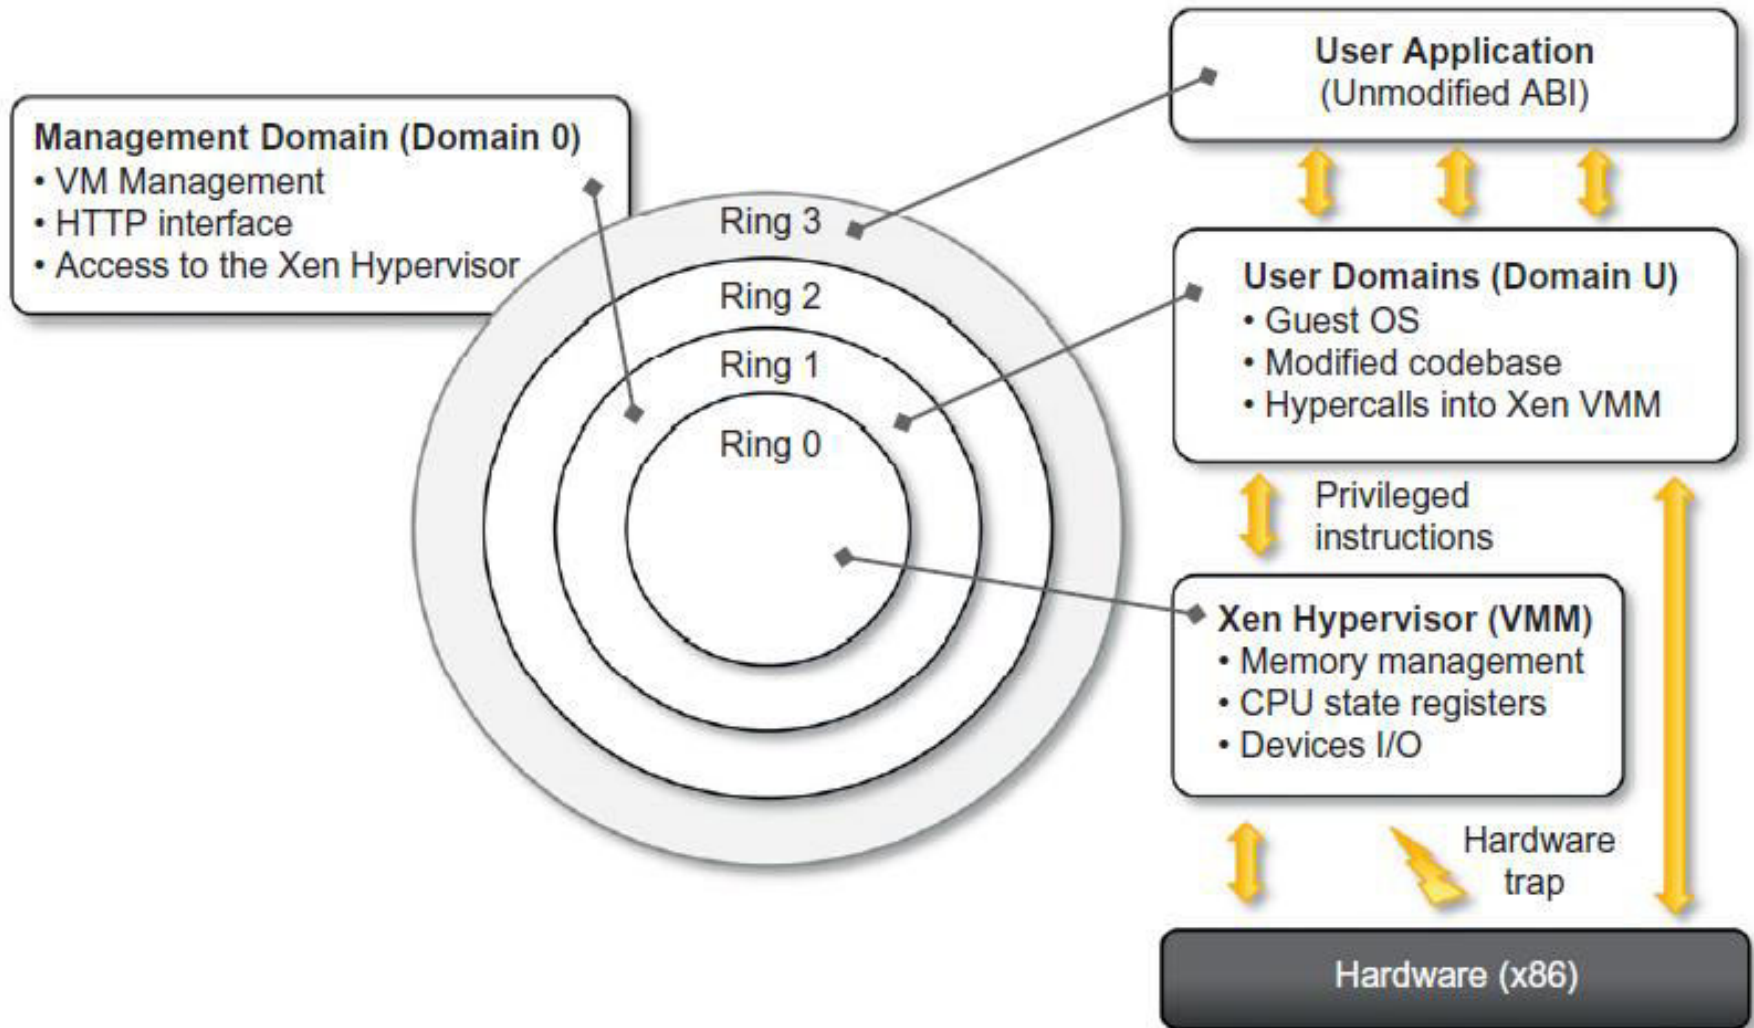 Management Domain (Domain 0)
• VM Management
• HTTP interface
• Access to the Xen Hypervisor
Ring 3
Ring 2
Ring 1
Ring 0
User Application
(Unmodified ABI)
User Domains (Domain U)
• Guest OS
• Modified codebase
• Hypercalls into Xen VMM
Privileged
instructions
Xen Hypervisor (VMM)
• Memory management
• CPU state registers
• Devices I/O
Hardware
trap
Hardware (x86)